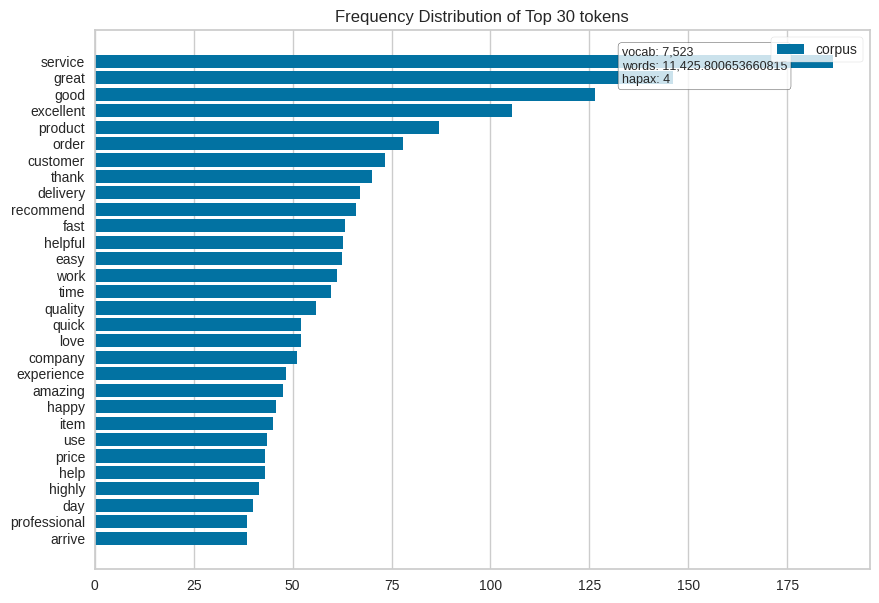 Frequency Distribution of Top 30 tokens
corpus
vocab: 7,523
words: 11,425.800653660815
hapax: 4
service
great
good
excellent
product
order
customer
thank
delivery
recommend
fast
helpful
easy
work
time
quality
quick
love
company
experience
amazing
happy
item
use
price
help
highly
day
professional
arrive
0 25 50 75 100 125 150 175